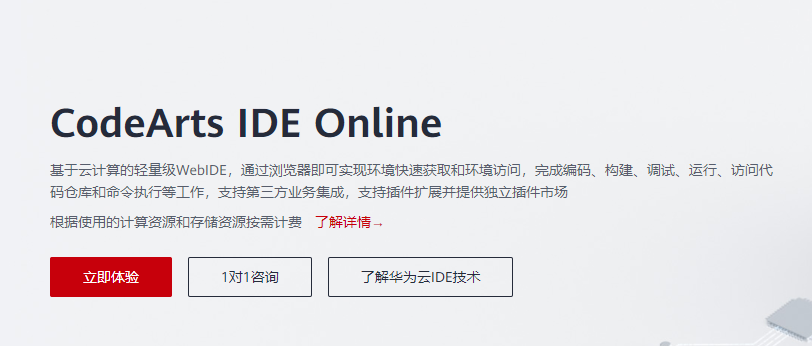 CodeArts IDE Online
基于云计算的轻量级WebIDE，通过浏览器即可实现环境快速获取和环境访问，完成编码、构建、调试、运行、访问代
码仓库和命令执行等工作，支持第三方业务集成，支持插件扩展并提供独立插件市场
根据使用的计算资源和存储资源按需计费 了解详情→
立即体验 1对1咨询 了解华为云IDE技术